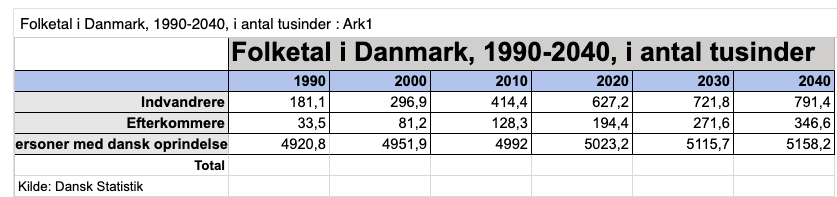 Folketal i Danmark, 1990-2040, i antal tusinder : Ark1
Folketal i Danmark, 1990-2040, i antal tusinder
1990 2000 2010 2020 2030 2040
Indvandrere 181,1 296,9 414,4 627,2 721,8 791,4
Efterkommere 33,5 81,2 128,3 194,4 271,6 346,6
ersoner med dansk oprindelse 4920,8 4951,9 4992 5023,2 5115,7 5158,2
Total
Kilde: Dansk Statistik